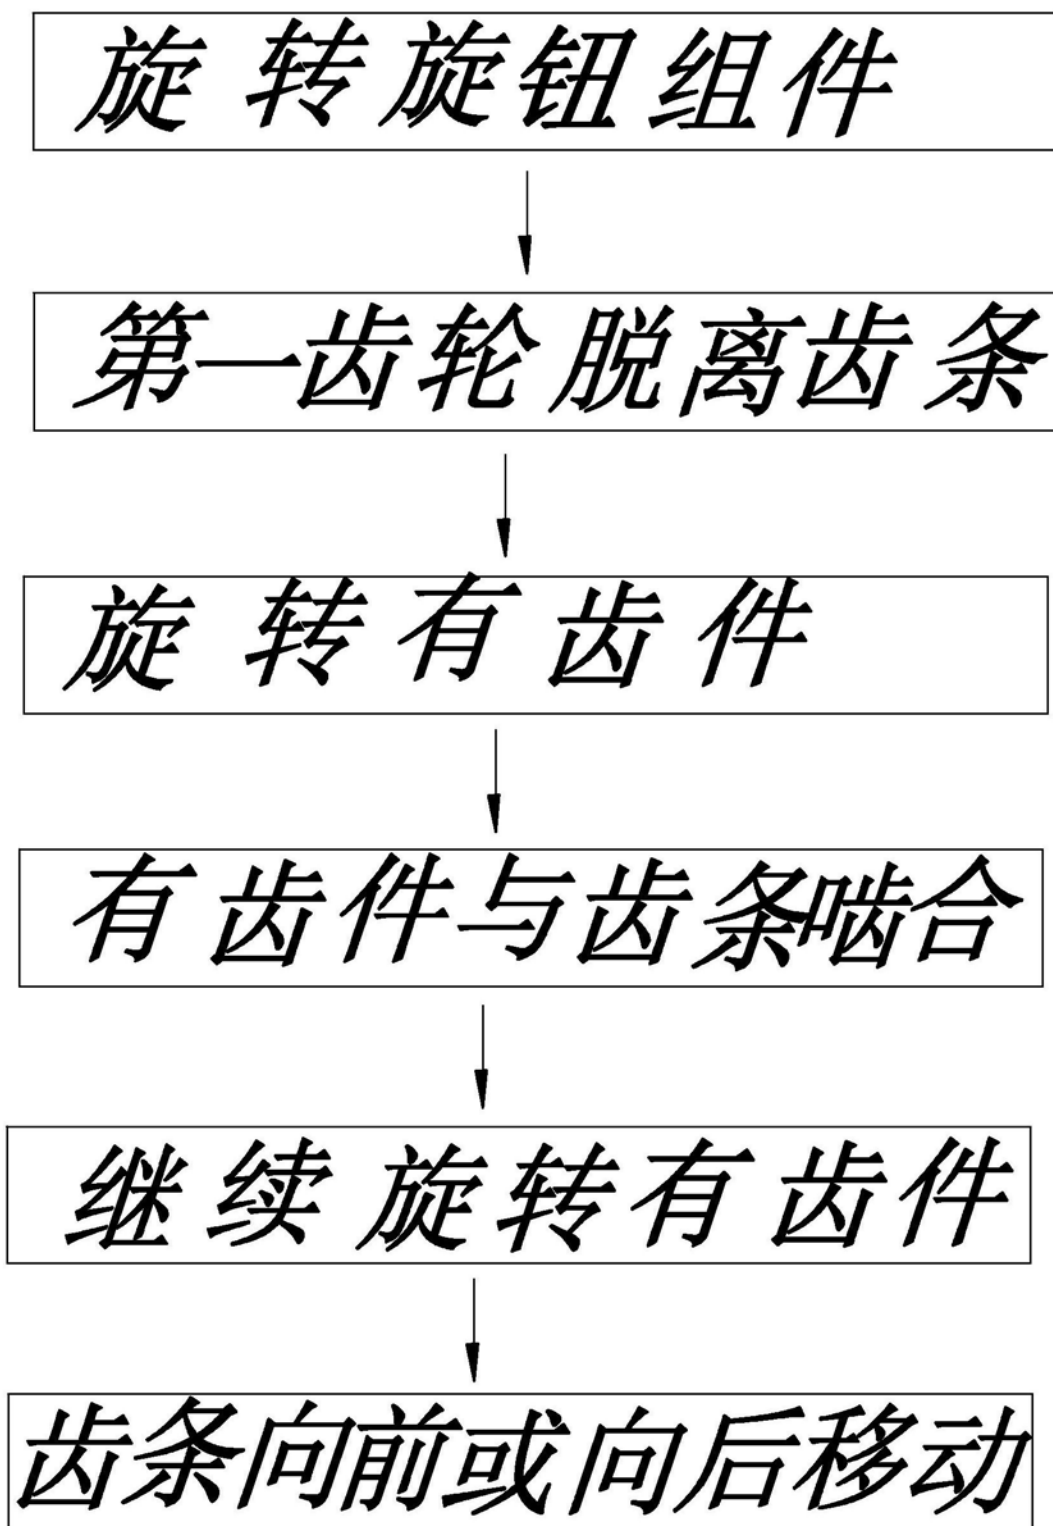 旋转旋钮组件
第一齿轮脱离齿条
旋转有齿件
有齿件与齿条啮合
继续旋转有齿件
齿条向前或向后移动